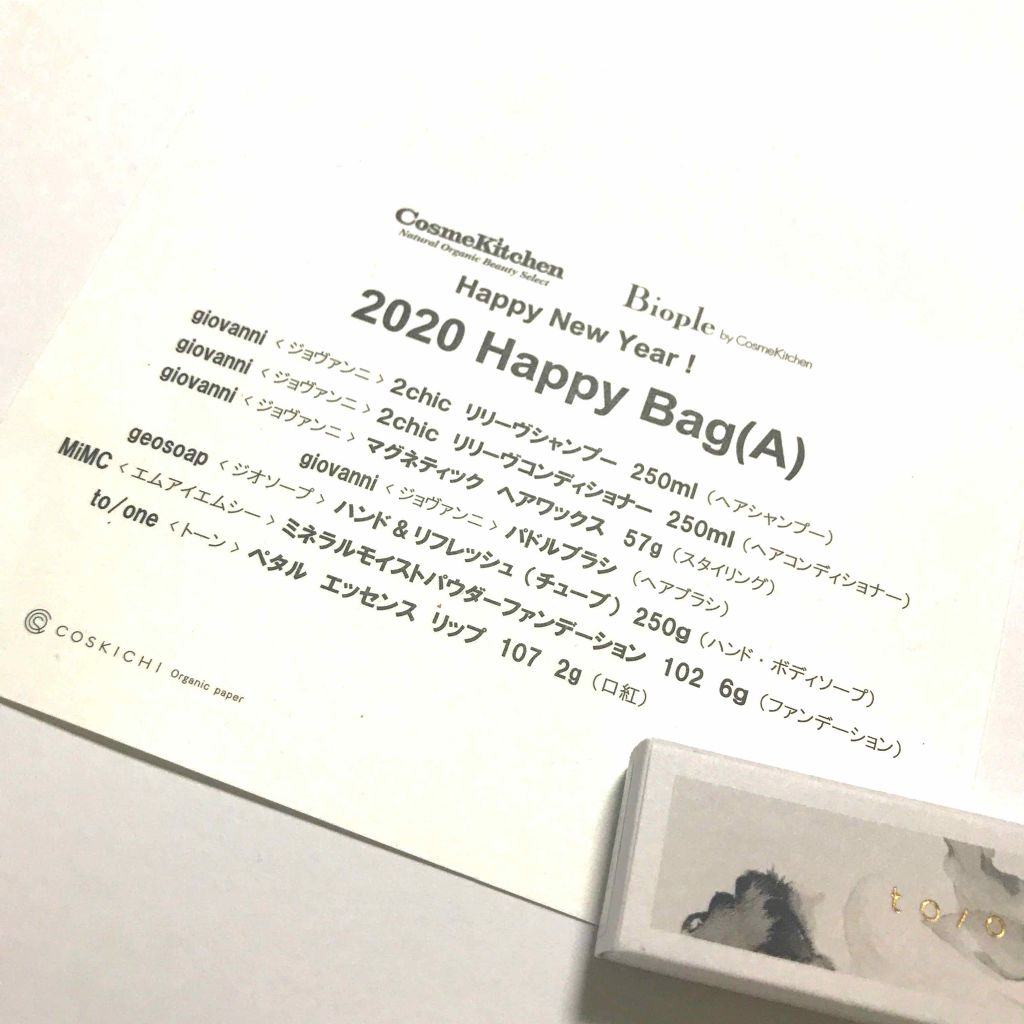 CosmeKitchen
Natural Organic Beauty Select
Biople by CosmeKitchen
Happy New Year !
2020 Happy Bag(A)
giovanni < ジョヴァンニ > 2chic リリーヴシャンプー 250ml (ヘアシャンプー)
giovanni < ジョヴァンニ > 2chic リリーヴコンディショナー 250ml (ヘアコンディショナー)
giovanni < ジョヴァンニ > マグネティック ヘアワックス 57g (スタイリング)
giovanni < ジョヴァンニ > パドルブラシ (ヘアブラシ)
geosoap < ジオソープ > ハンド & リフレッシュ (チューブ) 250g (ハンド・ボディソープ)
MiMC < エムアイエムシー > ミネラルモイストパウダーファンデーション 102 6g (ファンデーション)
to/one <トーン > ペタル エッセンス リップ 107 2g (口紅)
COSKICHI Organic paper
to/o